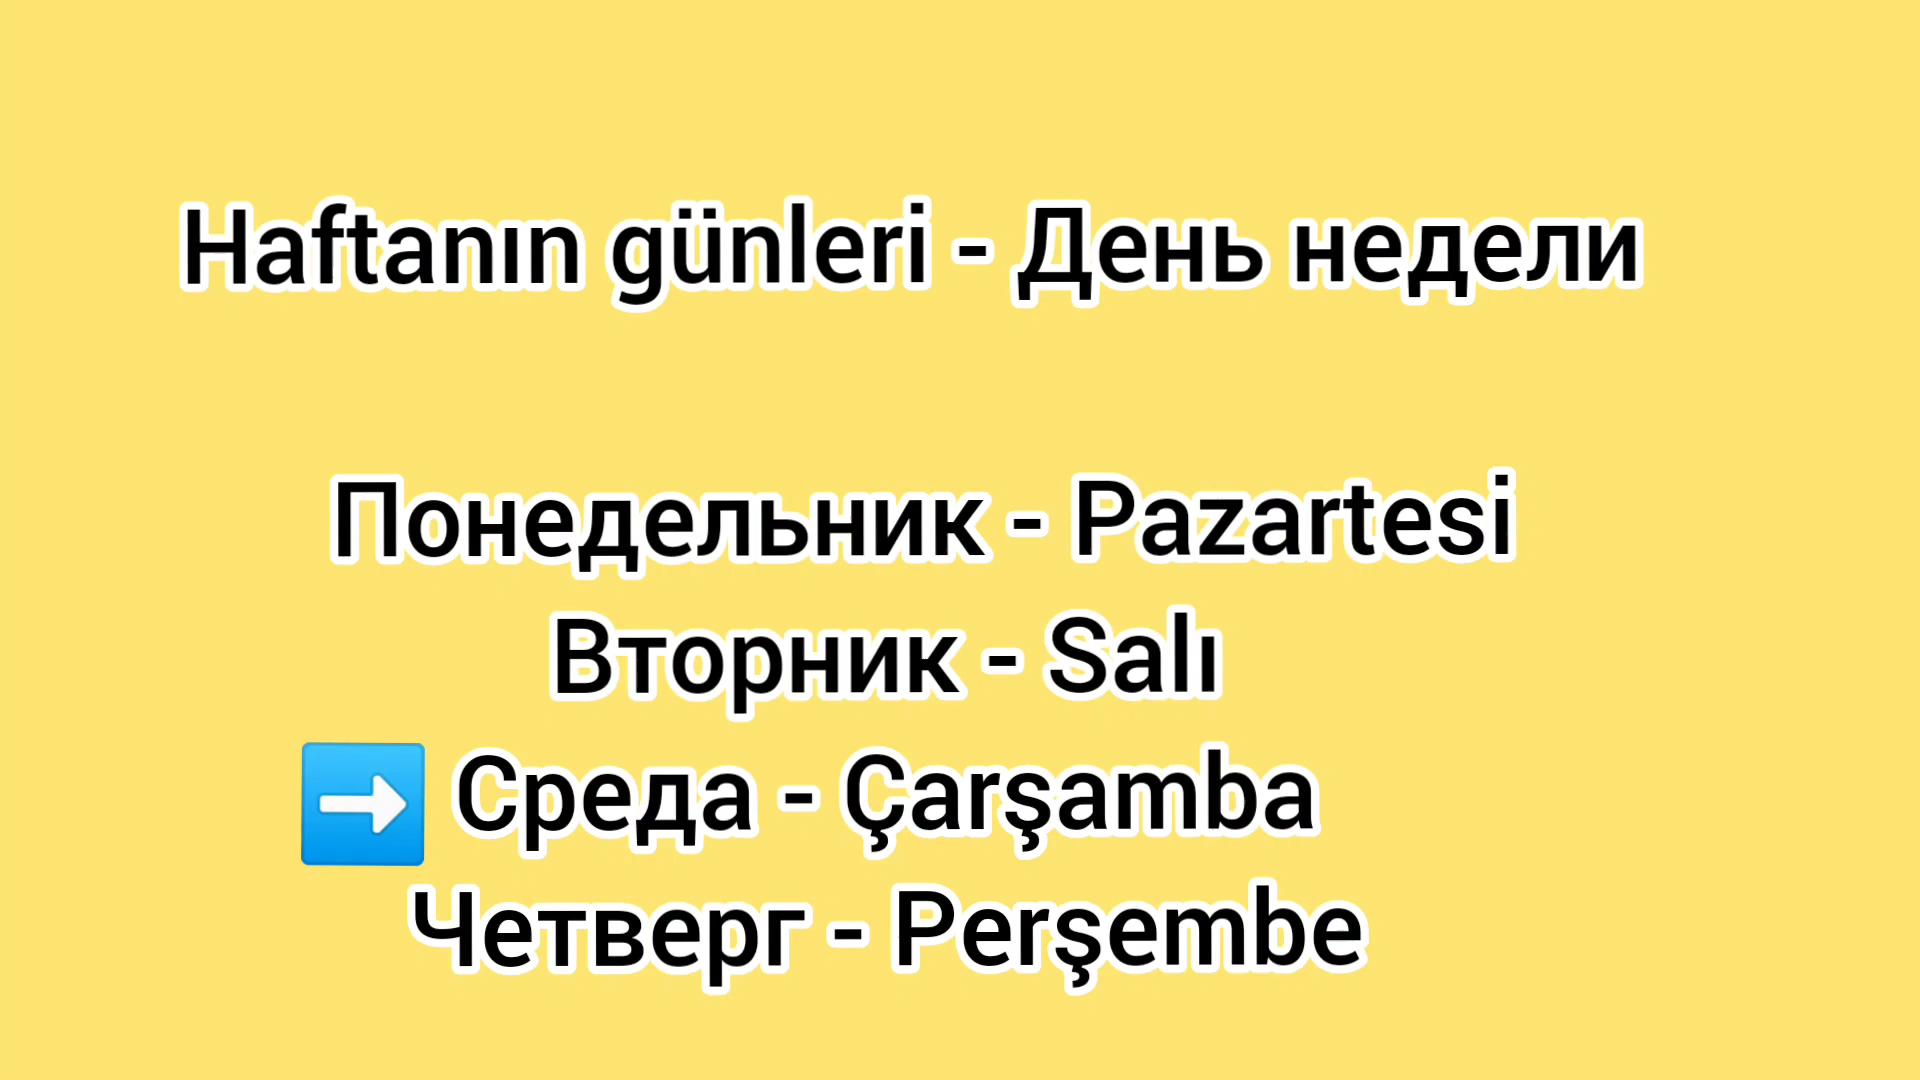 Haftanın günleri - День недели
Понедельник - Pazartesi
Вторник - Salı
➡️ Среда - Çarşamba
Четверг - Perşembe